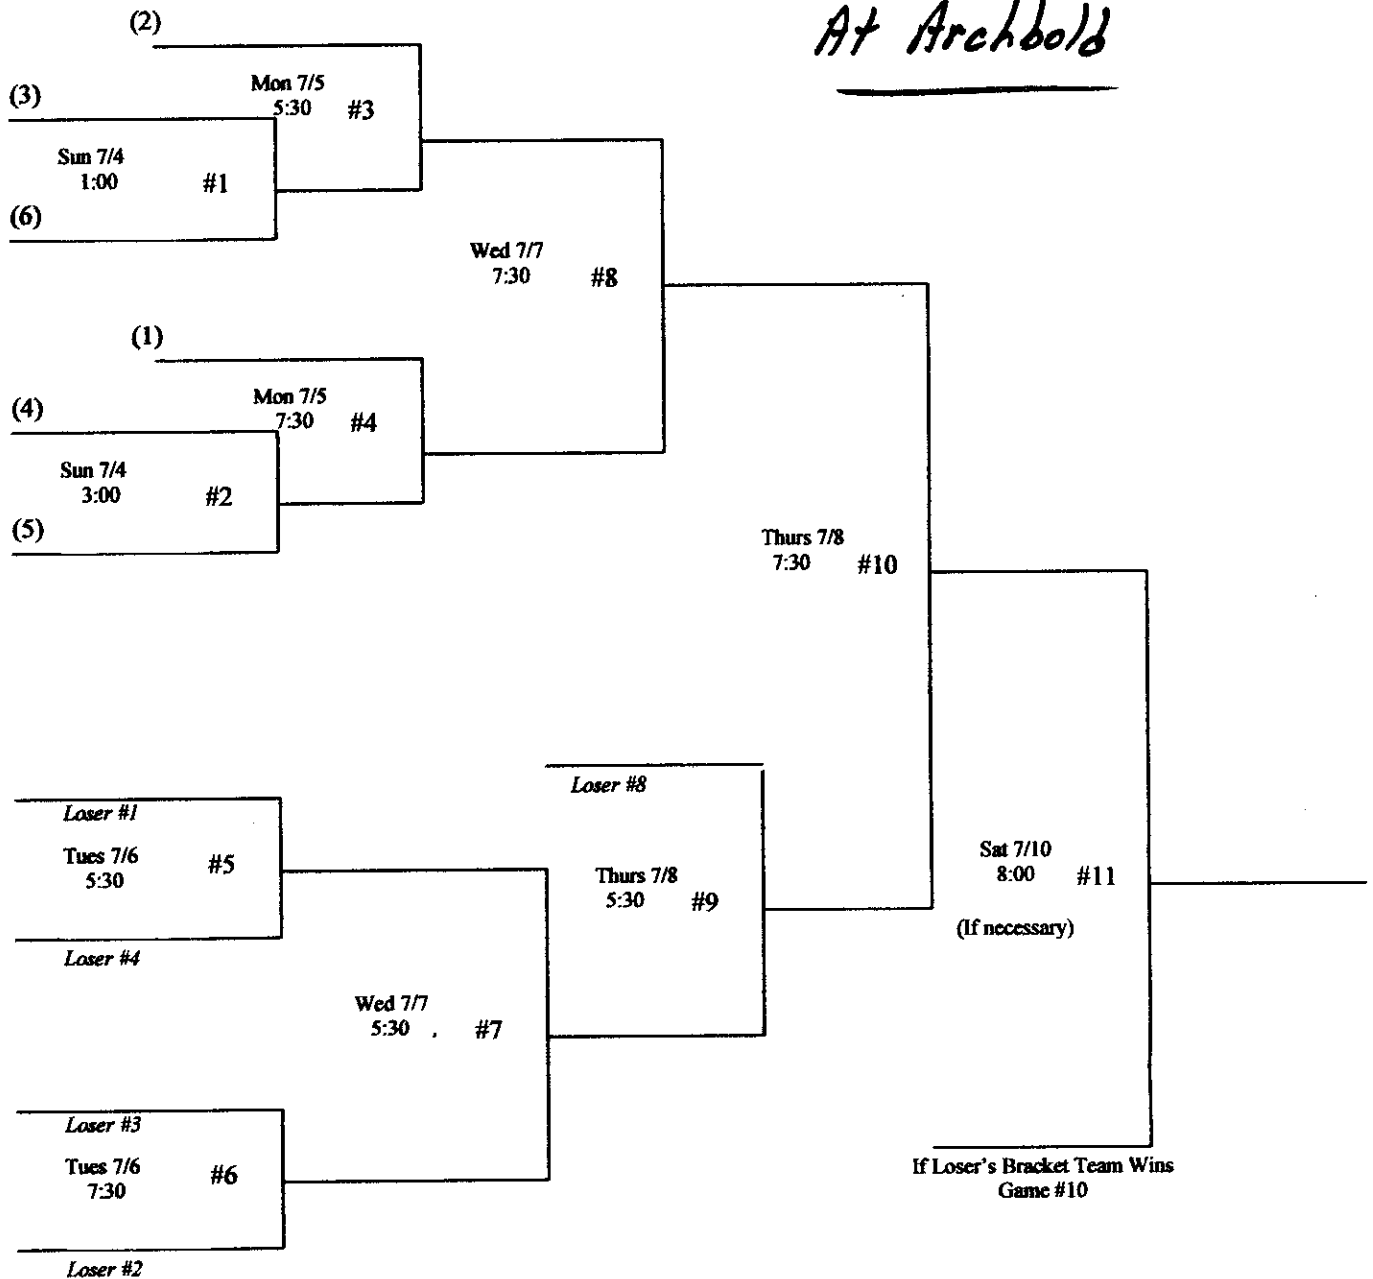 At Archbold
(2)
Mon 7/5
5:30 #3
(3)
Sun 7/4
1:00 #1
(6)
Wed 7/7
7:30 #8
(1)
Mon 7/5
7:30 #4
(4)
Sun 7/4
3:00 #2
(5)
Thurs 7/8
7:30 #10
Loser #8
Loser #1
Tues 7/6
5:30 #5
Loser #4
Thurs 7/8
5:30 #9
Sat 7/10
8:00 #11
(If necessary)
Wed 7/7
5:30 #7
Loser #3
Tues 7/6
7:30 #6
Loser #2
If Loser's Bracket Team Wins
Game #10